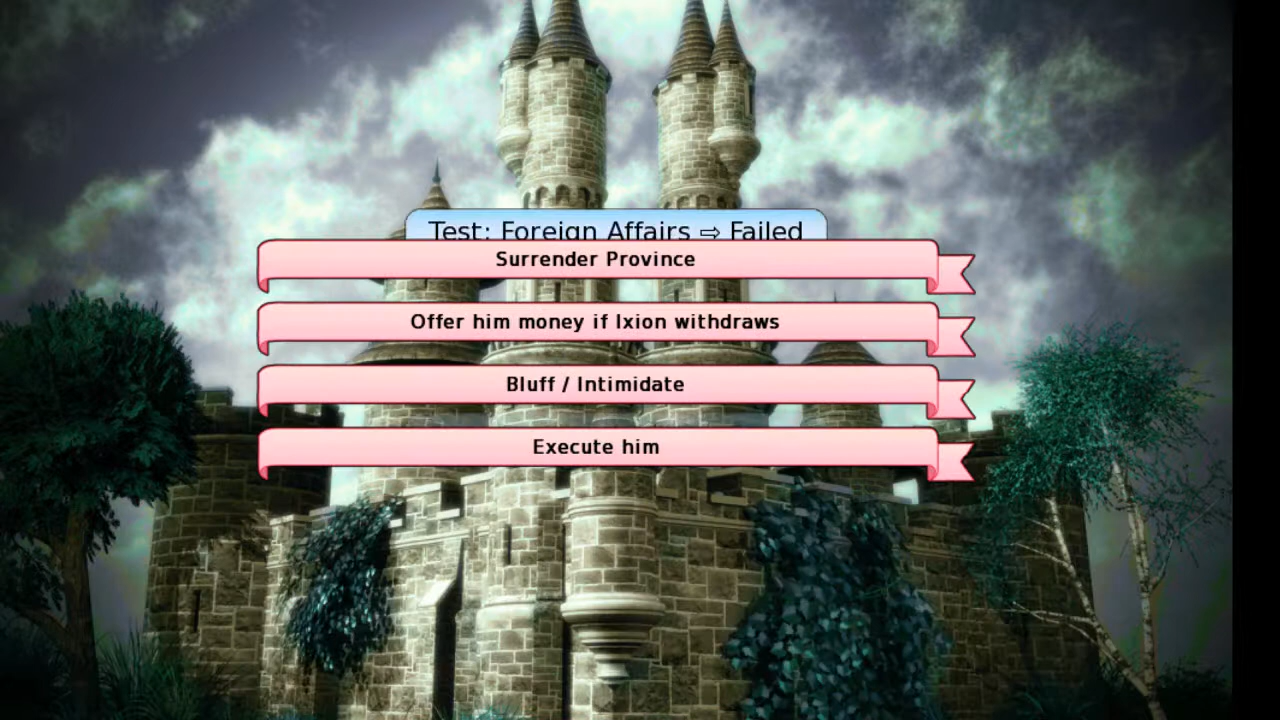 Test: Foreign Affairs ⇨ Failed
Surrender Province
Offer him money if Ixion withdraws
Bluff / Intimidate
Execute him